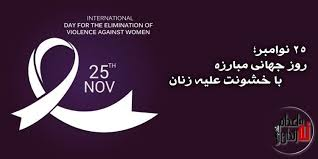 INTERNATIONAL
DAY FOR THE ELIMINATION OF
VIOLENCE AGAINST WOMEN
25TH
NOV
۲۵ نوامبر؛
روز جهانی مبارزه
با خشونت علیه زنان